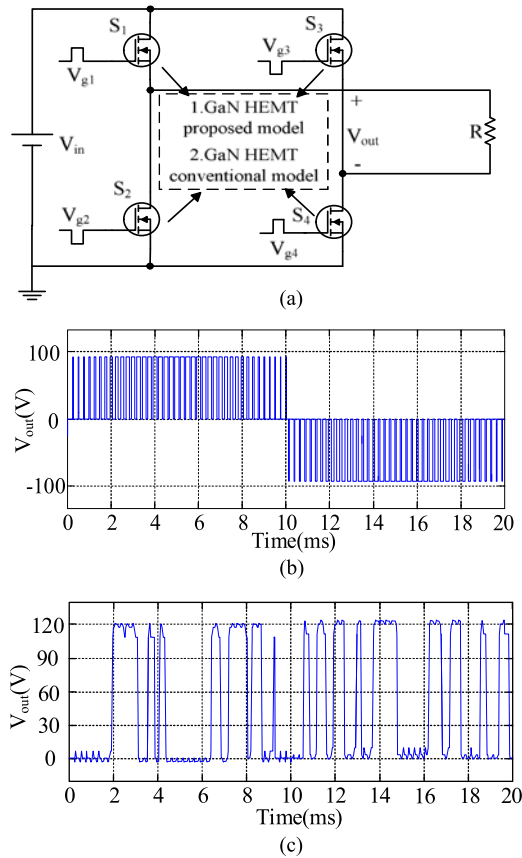 S1
S3
Vg1
Vg3
1.GaN HEMT
proposed model
2.GaN HEMT
conventional model
+
Vout
-
R
Vin
S2
S4
Vg2
Vg4
(a)
100
0
-100
Vout(V)
0 2 4 6 8 10 12 14 16 18 20
Time(ms)
(b)
120
90
60
30
0
Vout(V)
0 2 4 6 8 10 12 14 16 18 20
Time(ms)
(c)